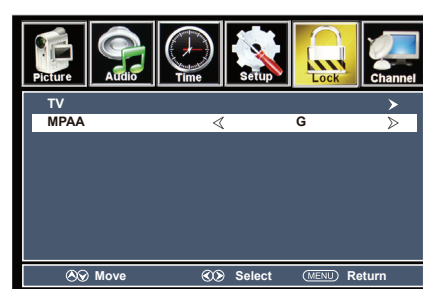 Picture Audio Time Setup Lock Channel
TV
MPAA G
Move Select MENU Return